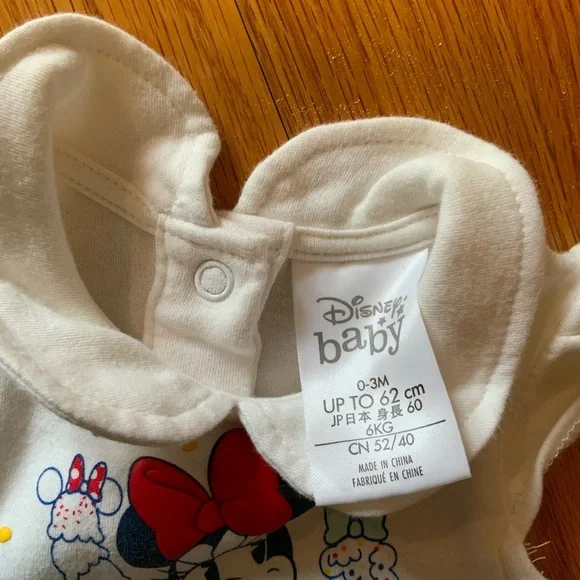 Disney
baby
0-3M
UP TO 62 cm
JP日本 身長 60
6KG
CN 52/40
MADE IN CHINA
FABRIQUÉ EN CHINE